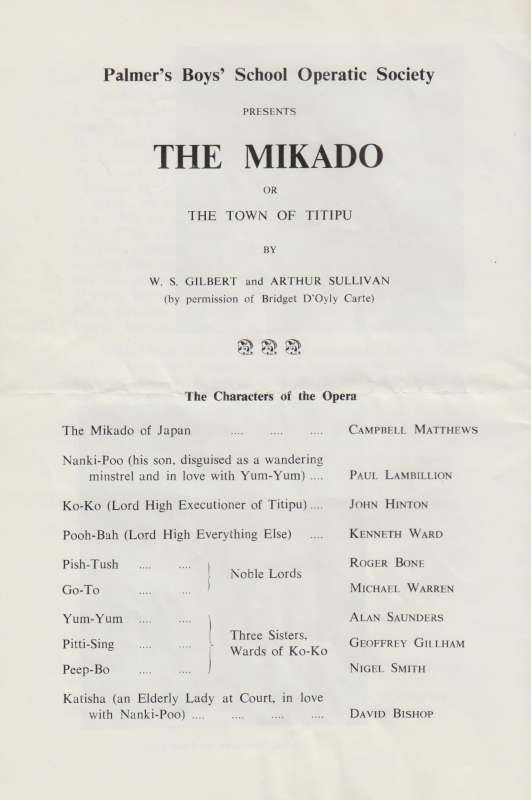 Palmer's Boys' School Operatic Society
PRESENTS
THE MIKADO
OR
THE TOWN OF TITIPU
BY
W. S. GILBERT and ARTHUR SULLIVAN
(by permission of Bridget D'Oyly Carte)
The Characters of the Opera
The Mikado of Japan .... .... .... CAMPBELL MATTHEWS
Nanki-Poo (his son, disguised as a wandering
minstrel and in love with Yum-Yum) .... PAUL LAMBILLION
Ko-Ko (Lord High Executioner of Titipu) .... JOHN HINTON
Pooh-Bah (Lord High Everything Else) .... KENNETH WARD
Pish-Tush .... .... ROGER BONE
Noble Lords
Go-To .... ... MICHAEL WARREN
Yum-Yum .... .... ALAN SAUNDERS
Three Sisters,
Pitti-Sing .... .... GEOFFREY GILLHAM
Wards of Ko-Ko
Peep-Bo .... .... NIGEL SMITH
Katisha (an Elderly Lady at Court, in love
with Nanki-Poo) .... .... .... .... DAVID BISHOP